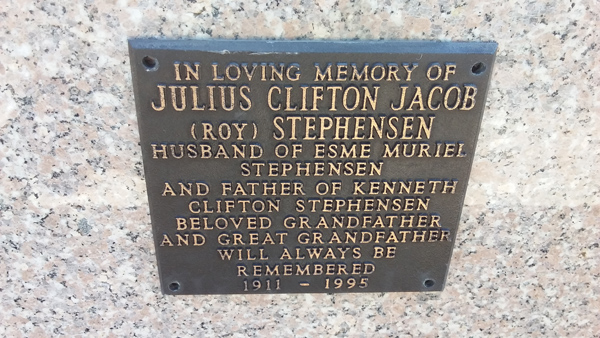 IN LOVING MEMORY OF
JULIUS CLIFTON JACOB
(ROY) STEPHENSEN
HUSBAND OF ESME MURIEL
STEPHENSEN
AND FATHER OF KENNETH
CLIFTON STEPHENSEN
BELOVED GRANDFATHER
AND GREAT GRANDFATHER
WILL ALWAYS BE
REMEMBERED
1911 - 1995